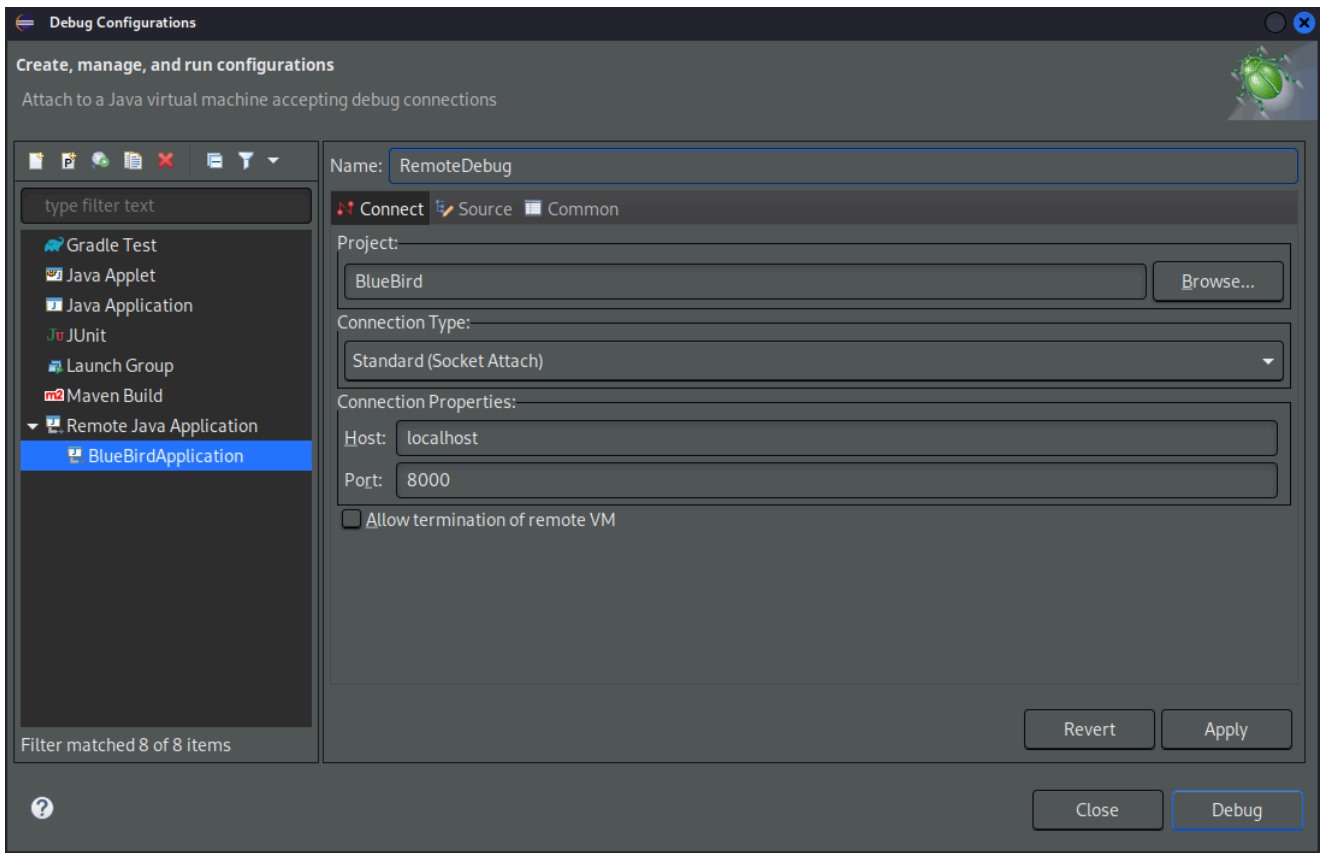 Debug Configurations
Create, manage, and run configurations
Attach to a Java virtual machine accepting debug connections
type filter text
Gradle Test
Java Applet
Java Application
Ju JUnit
Launch Group
m2 Maven Build
Remote Java Application
BlueBirdApplication
Filter matched 8 of 8 items
Name: RemoteDebug
Connect Source Common
Project:
BlueBird Browse...
Connection Type:
Standard (Socket Attach)
Connection Properties:
Host: localhost
Port: 8000
Allow termination of remote VM
Revert Apply
? Close Debug